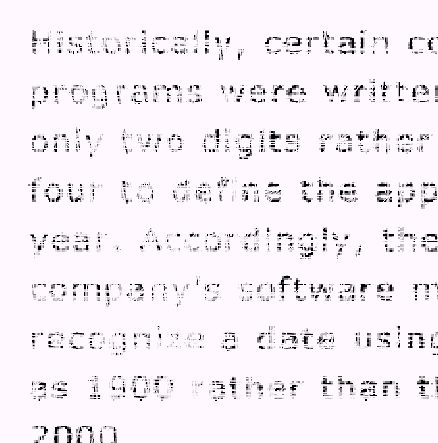 Historically, certain co
programs were written
only two digits rather
four to define the app
year. Accordingly, the
company's software m
recognize a date using
as 1900 rather than th
2000